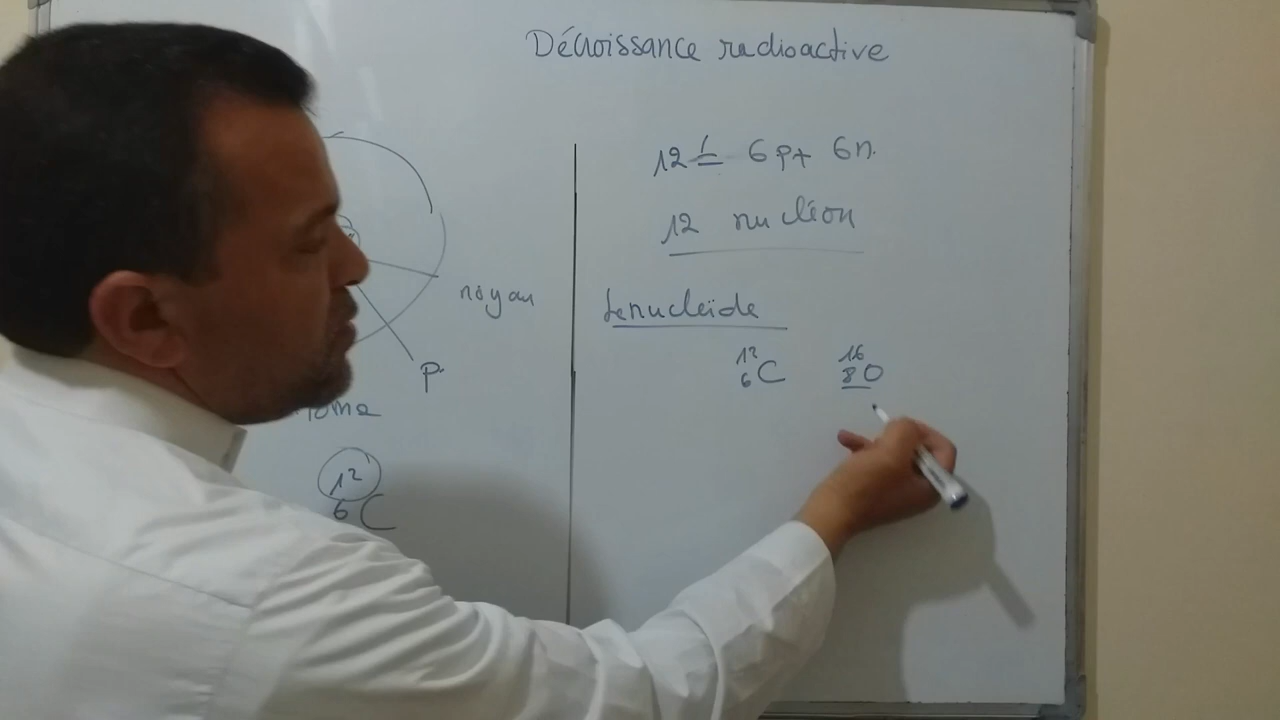 Décroissance radioactive
noyau
P.
12
6 C
12 = 6p+ 6n.
12 nucléon
Le nucléide
12
6 C
16
8 O